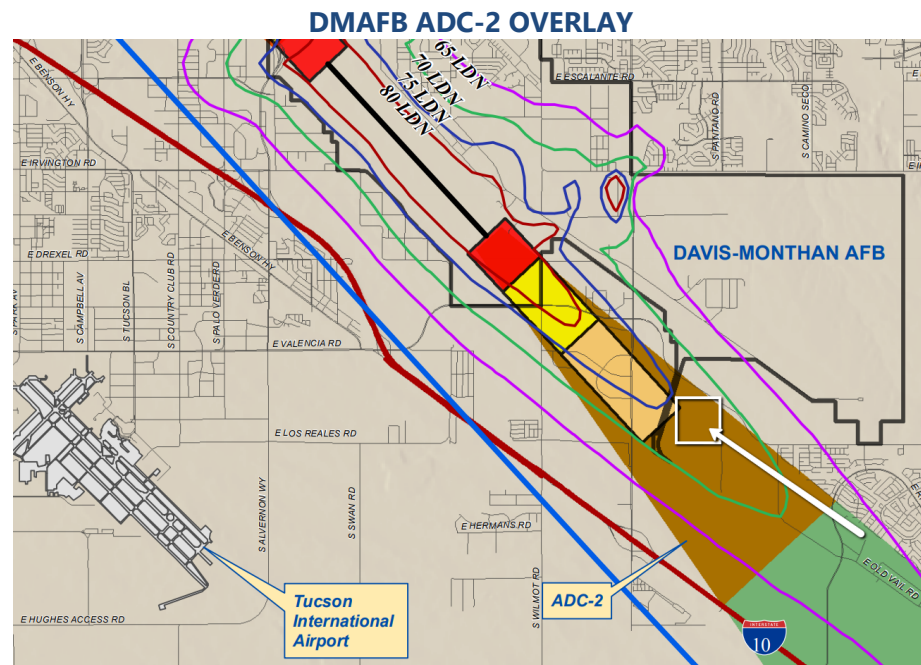 DMAFB ADC-2 OVERLAY
65 LDN
70 LDN
75 LDN
80 LDN
E BENSON HY
E ESCALANTE RD
S PANTANO RD
S CAMINO SECO
E IRVINGTON RD
E DREXEL RD
E BENSON HY
DAVIS-MONTHAN AFB
S CAMPBELL AV
S TUCSON BL
S COUNTRY CLUB RD
S PALO VERDE RD
E VALENCIA RD
E LOS REALES RD
S ALVERNON WY
S SWAN RD
E HERMANS RD
S WILMOT RD
E OLD VAIL RD
ADC-2
Tucson
International
Airport
E HUGHES ACCESS RD
INTERSTATE
10